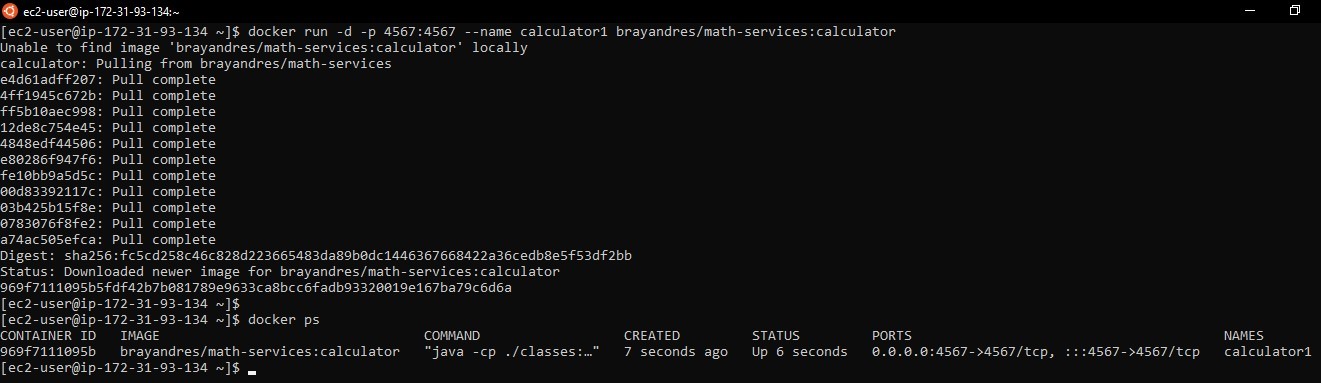 ec2-user@ip-172-31-93-134:~
[ec2-user@ip-172-31-93-134 ~]$ docker run -d -p 4567:4567 --name calculator1 brayandres/math-services:calculator
Unable to find image 'brayandres/math-services:calculator' locally
calculator: Pulling from brayandres/math-services
e4d61adff207: Pull complete
4ff1945c672b: Pull complete
ff5b10aec998: Pull complete
12de8c754e45: Pull complete
4848edf44506: Pull complete
e80286f947f6: Pull complete
fe10bb9a5d5c: Pull complete
00d83392117c: Pull complete
03b425b15f8e: Pull complete
0783076f8fe2: Pull complete
a74ac505efca: Pull complete
Digest: sha256:fc5cd258c46c828d223665483da89b0dc1446367668422a36cedb8e5f53df2bb
Status: Downloaded newer image for brayandres/math-services:calculator
969f7111095b5fdf42b7b081789e9633ca8bcc6fadb93320019e167ba79c6d6a
[ec2-user@ip-172-31-93-134 ~]$
[ec2-user@ip-172-31-93-134 ~]$ docker ps
CONTAINER ID   IMAGE                                 COMMAND                  CREATED         STATUS         PORTS                                       NAMES
969f7111095b   brayandres/math-services:calculator   "java -cp ./classes:…"   7 seconds ago   Up 6 seconds   0.0.0.0:4567->4567/tcp, :::4567->4567/tcp   calculator1
[ec2-user@ip-172-31-93-134 ~]$